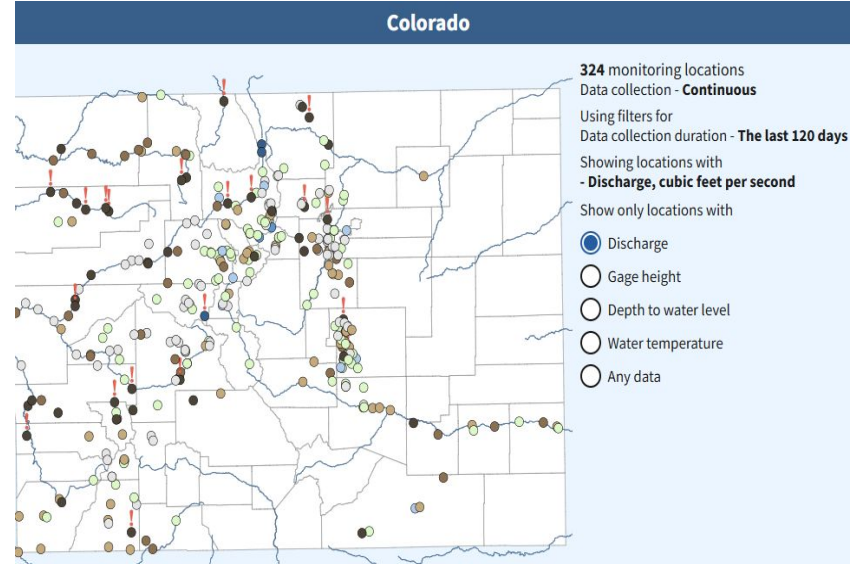 Colorado
324 monitoring locations
Data collection - Continuous
Using filters for
Data collection duration - The last 120 days
Showing locations with
- Discharge, cubic feet per second
Show only locations with
Discharge
Gage height
Depth to water level
Water temperature
Any data